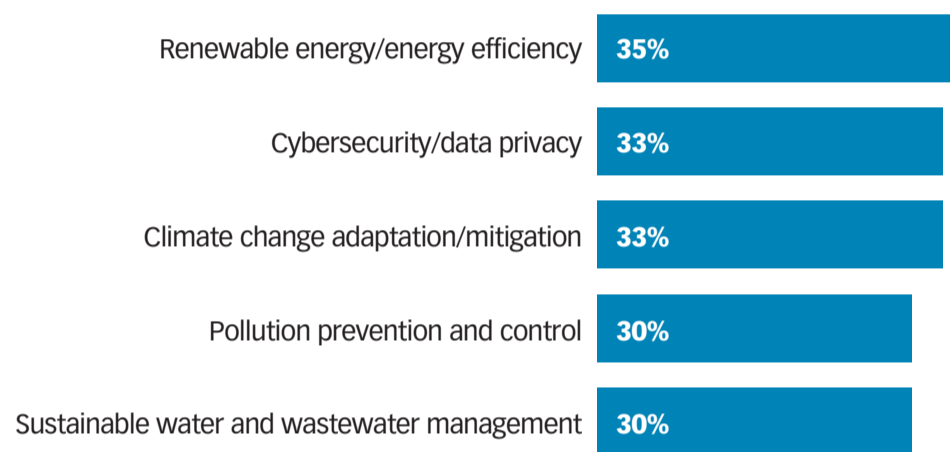 Renewable energy/energy efficiency 35%
Cybersecurity/data privacy 33%
Climate change adaptation/mitigation 33%
Pollution prevention and control 30%
Sustainable water and wastewater management 30%